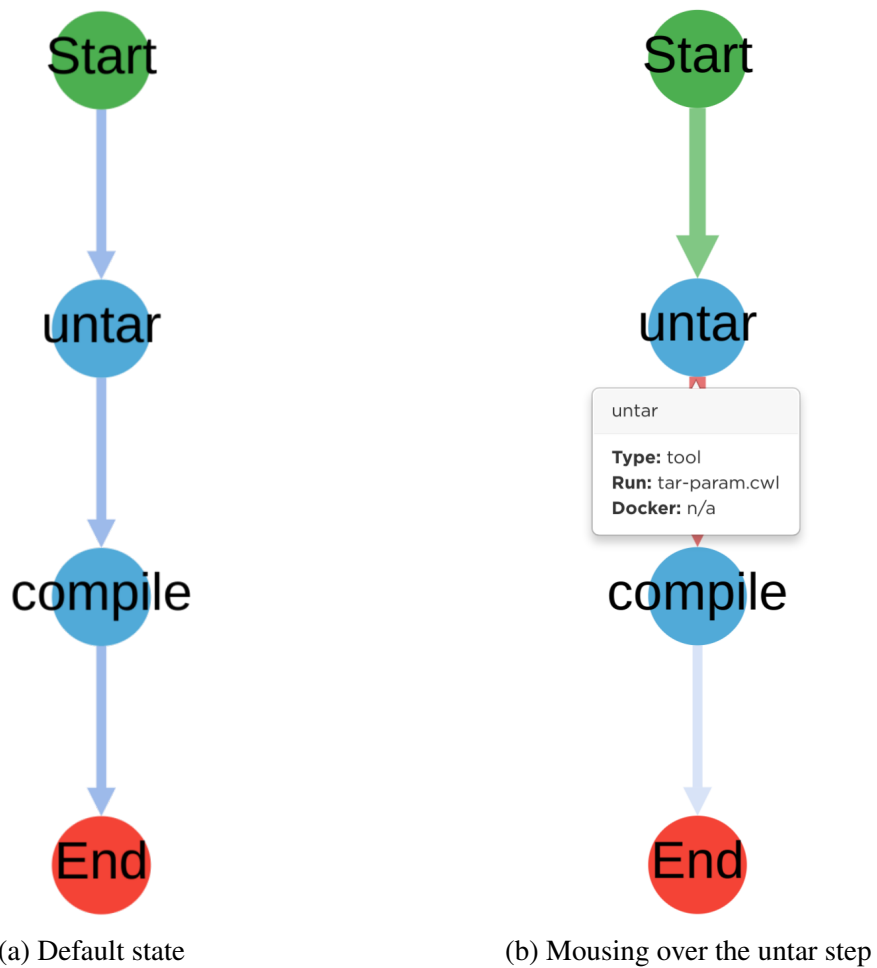 Start
untar
compile
End
(a) Default state
Start
untar
untar
Type: tool
Run: tar-param.cwl
Docker: n/a
compile
End
(b) Mousing over the untar step